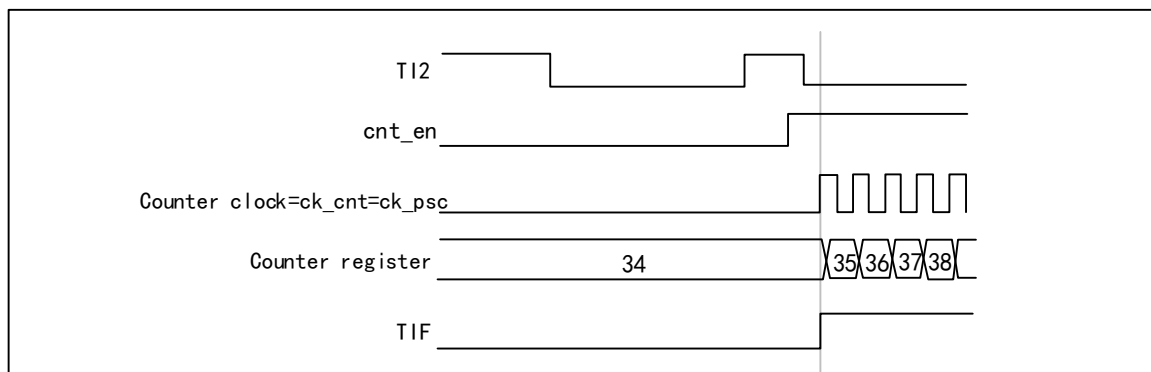 TI2
cnt_en
Counter clock=ck_cnt=ck_psc
Counter register 34 35 36 37 38
TIF